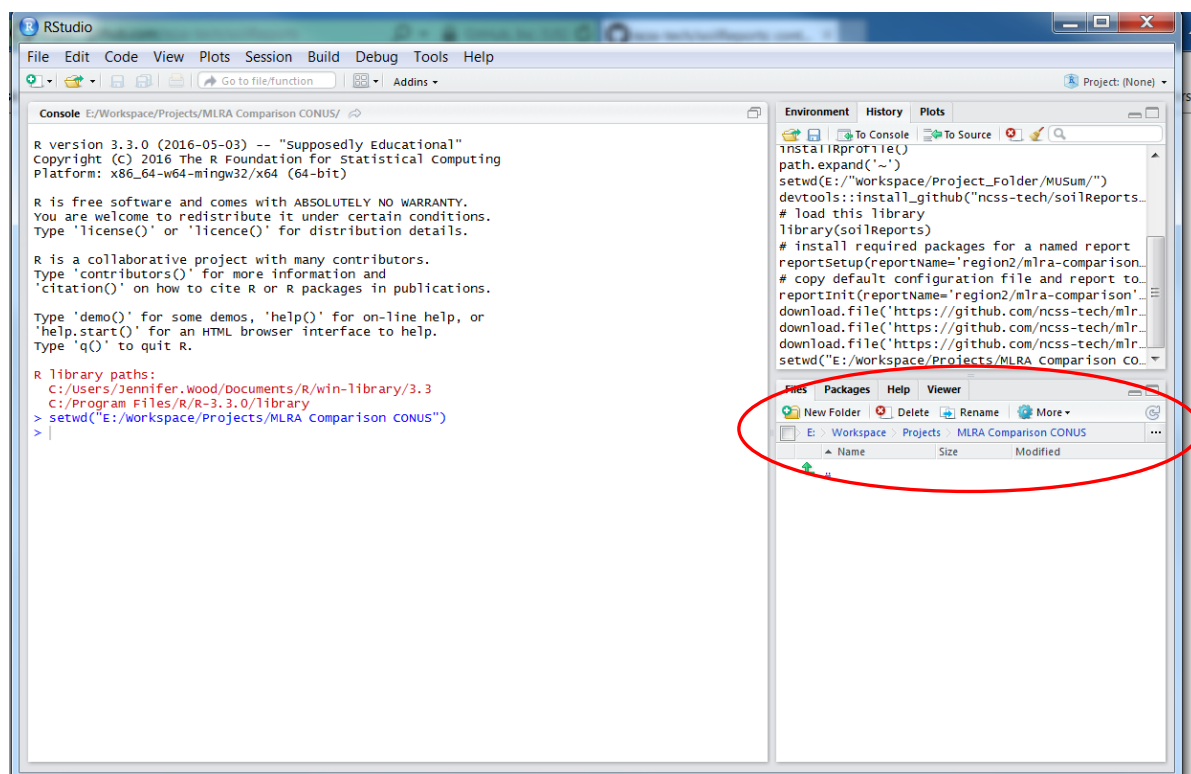 RStudio
File Edit Code View Plots Session Build Debug Tools Help
Go to file/function Addins
Project: (None)
Console E:/Workspace/Projects/MLRA Comparison CONUS/
R version 3.3.0 (2016-05-03) -- "Supposedly Educational"
Copyright (C) 2016 The R Foundation for Statistical Computing
Platform: x86_64-w64-mingw32/x64 (64-bit)
R is free software and comes with ABSOLUTELY NO WARRANTY.
You are welcome to redistribute it under certain conditions.
Type 'license()' or 'licence()' for distribution details.
R is a collaborative project with many contributors.
Type 'contributors()' for more information and
'citation()' on how to cite R or R packages in publications.
Type 'demo()' for some demos, 'help()' for on-line help, or
'help.start()' for an HTML browser interface to help.
Type 'q()' to quit R.
R library paths:
C:/Users/Jennifer.Wood/Documents/R/win-library/3.3
C:/Program Files/R/R-3.3.0/library
> setwd("E:/Workspace/Projects/MLRA Comparison CONUS")
>
Environment History Plots
To Console To Source
installRprofile()
path.expand('~')
setwd(E:/"Workspace/Project_Folder/MUSum/")
devtools::install_github("ncss-tech/soilReports…
# load this library
library(soilReports)
# install required packages for a named report
reportSetup(reportName='region2/mlra-comparison…
# copy default configuration file and report to…
reportInit(reportName='region2/mlra-comparison'…
download.file('https://github.com/ncss-tech/mlr…
download.file('https://github.com/ncss-tech/mlr…
download.file('https://github.com/ncss-tech/mlr…
setwd("E:/Workspace/Projects/MLRA Comparison CO…
Files Packages Help Viewer
New Folder Delete Rename More
E: Workspace Projects MLRA Comparison CONUS ...
Name Size Modified
..